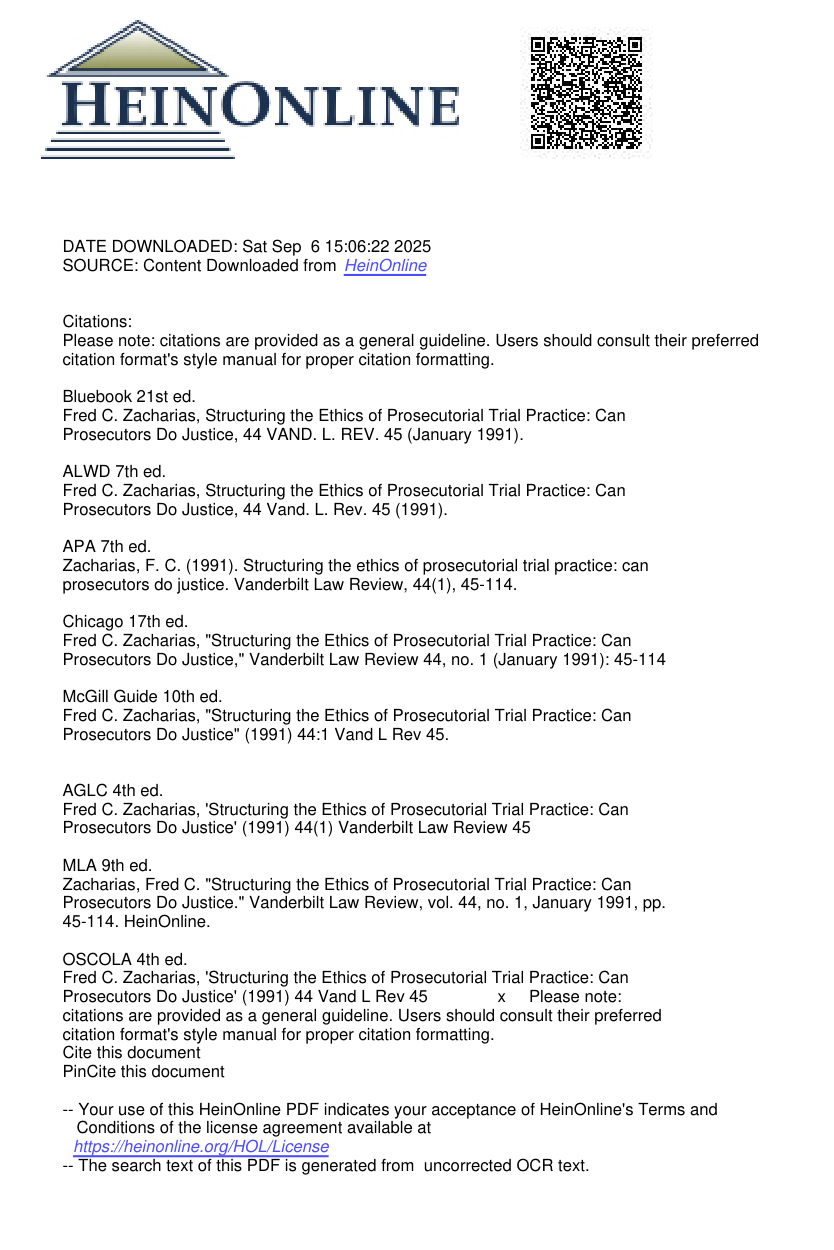 HEINONLINE
DATE DOWNLOADED: Sat Sep  6 15:06:22 2025
SOURCE: Content Downloaded from HeinOnline
Citations:
Please note: citations are provided as a general guideline. Users should consult their preferred
citation format's style manual for proper citation formatting.
Bluebook 21st ed.
Fred C. Zacharias, Structuring the Ethics of Prosecutorial Trial Practice: Can
Prosecutors Do Justice, 44 VAND. L. REV. 45 (January 1991).
ALWD 7th ed.
Fred C. Zacharias, Structuring the Ethics of Prosecutorial Trial Practice: Can
Prosecutors Do Justice, 44 Vand. L. Rev. 45 (1991).
APA 7th ed.
Zacharias, F. C. (1991). Structuring the ethics of prosecutorial trial practice: can
prosecutors do justice. Vanderbilt Law Review, 44(1), 45-114.
Chicago 17th ed.
Fred C. Zacharias, "Structuring the Ethics of Prosecutorial Trial Practice: Can
Prosecutors Do Justice," Vanderbilt Law Review 44, no. 1 (January 1991): 45-114
McGill Guide 10th ed.
Fred C. Zacharias, "Structuring the Ethics of Prosecutorial Trial Practice: Can
Prosecutors Do Justice" (1991) 44:1 Vand L Rev 45.
AGLC 4th ed.
Fred C. Zacharias, 'Structuring the Ethics of Prosecutorial Trial Practice: Can
Prosecutors Do Justice' (1991) 44(1) Vanderbilt Law Review 45
MLA 9th ed.
Zacharias, Fred C. "Structuring the Ethics of Prosecutorial Trial Practice: Can
Prosecutors Do Justice." Vanderbilt Law Review, vol. 44, no. 1, January 1991, pp.
45-114. HeinOnline.
OSCOLA 4th ed.
Fred C. Zacharias, 'Structuring the Ethics of Prosecutorial Trial Practice: Can
Prosecutors Do Justice' (1991) 44 Vand L Rev 45 x Please note:
citations are provided as a general guideline. Users should consult their preferred
citation format's style manual for proper citation formatting.
Cite this document
PinCite this document
-- Your use of this HeinOnline PDF indicates your acceptance of HeinOnline's Terms and
Conditions of the license agreement available at
https://heinonline.org/HOL/License
-- The search text of this PDF is generated from uncorrected OCR text.